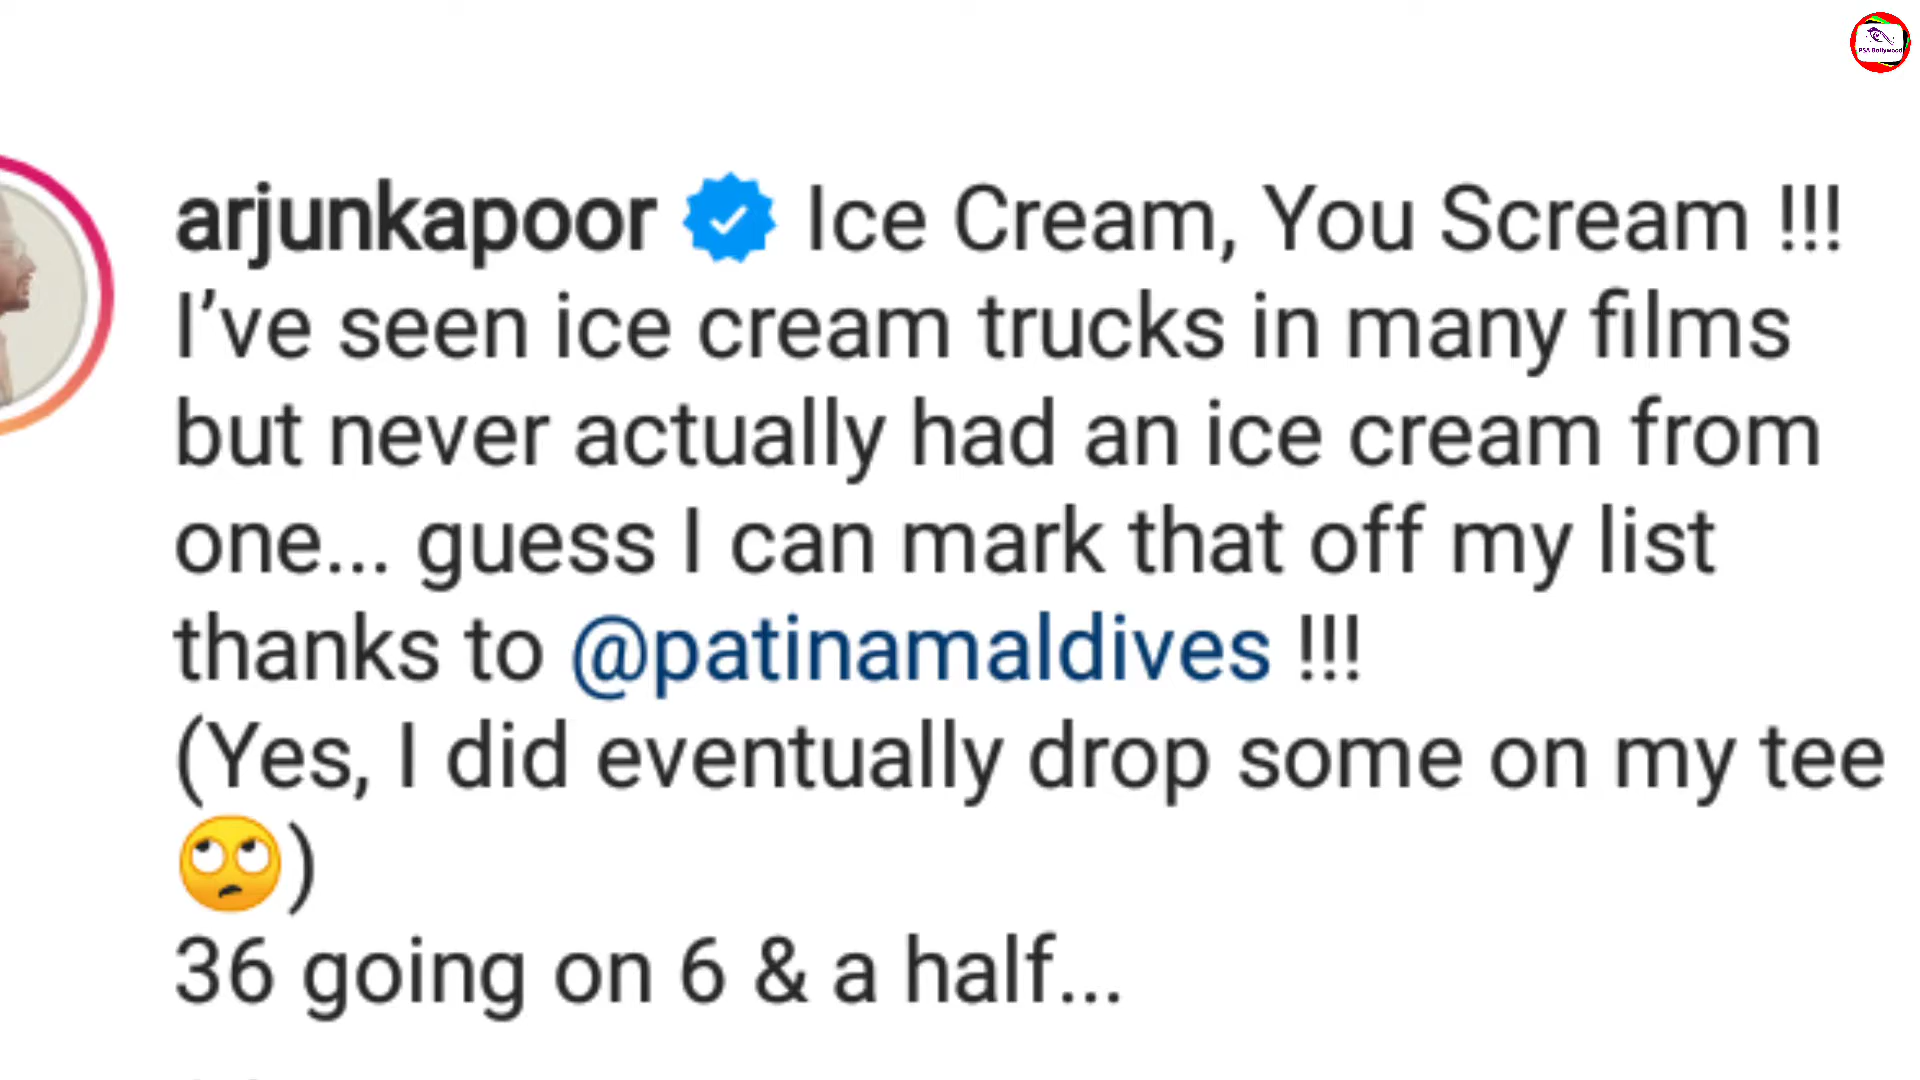 PSA Bollywood
arjunkapoor Ice Cream, You Scream !!!
I’ve seen ice cream trucks in many films
but never actually had an ice cream from
one... guess I can mark that off my list
thanks to @patinamaldives !!!
(Yes, I did eventually drop some on my tee
🙄)
36 going on 6 & a half...